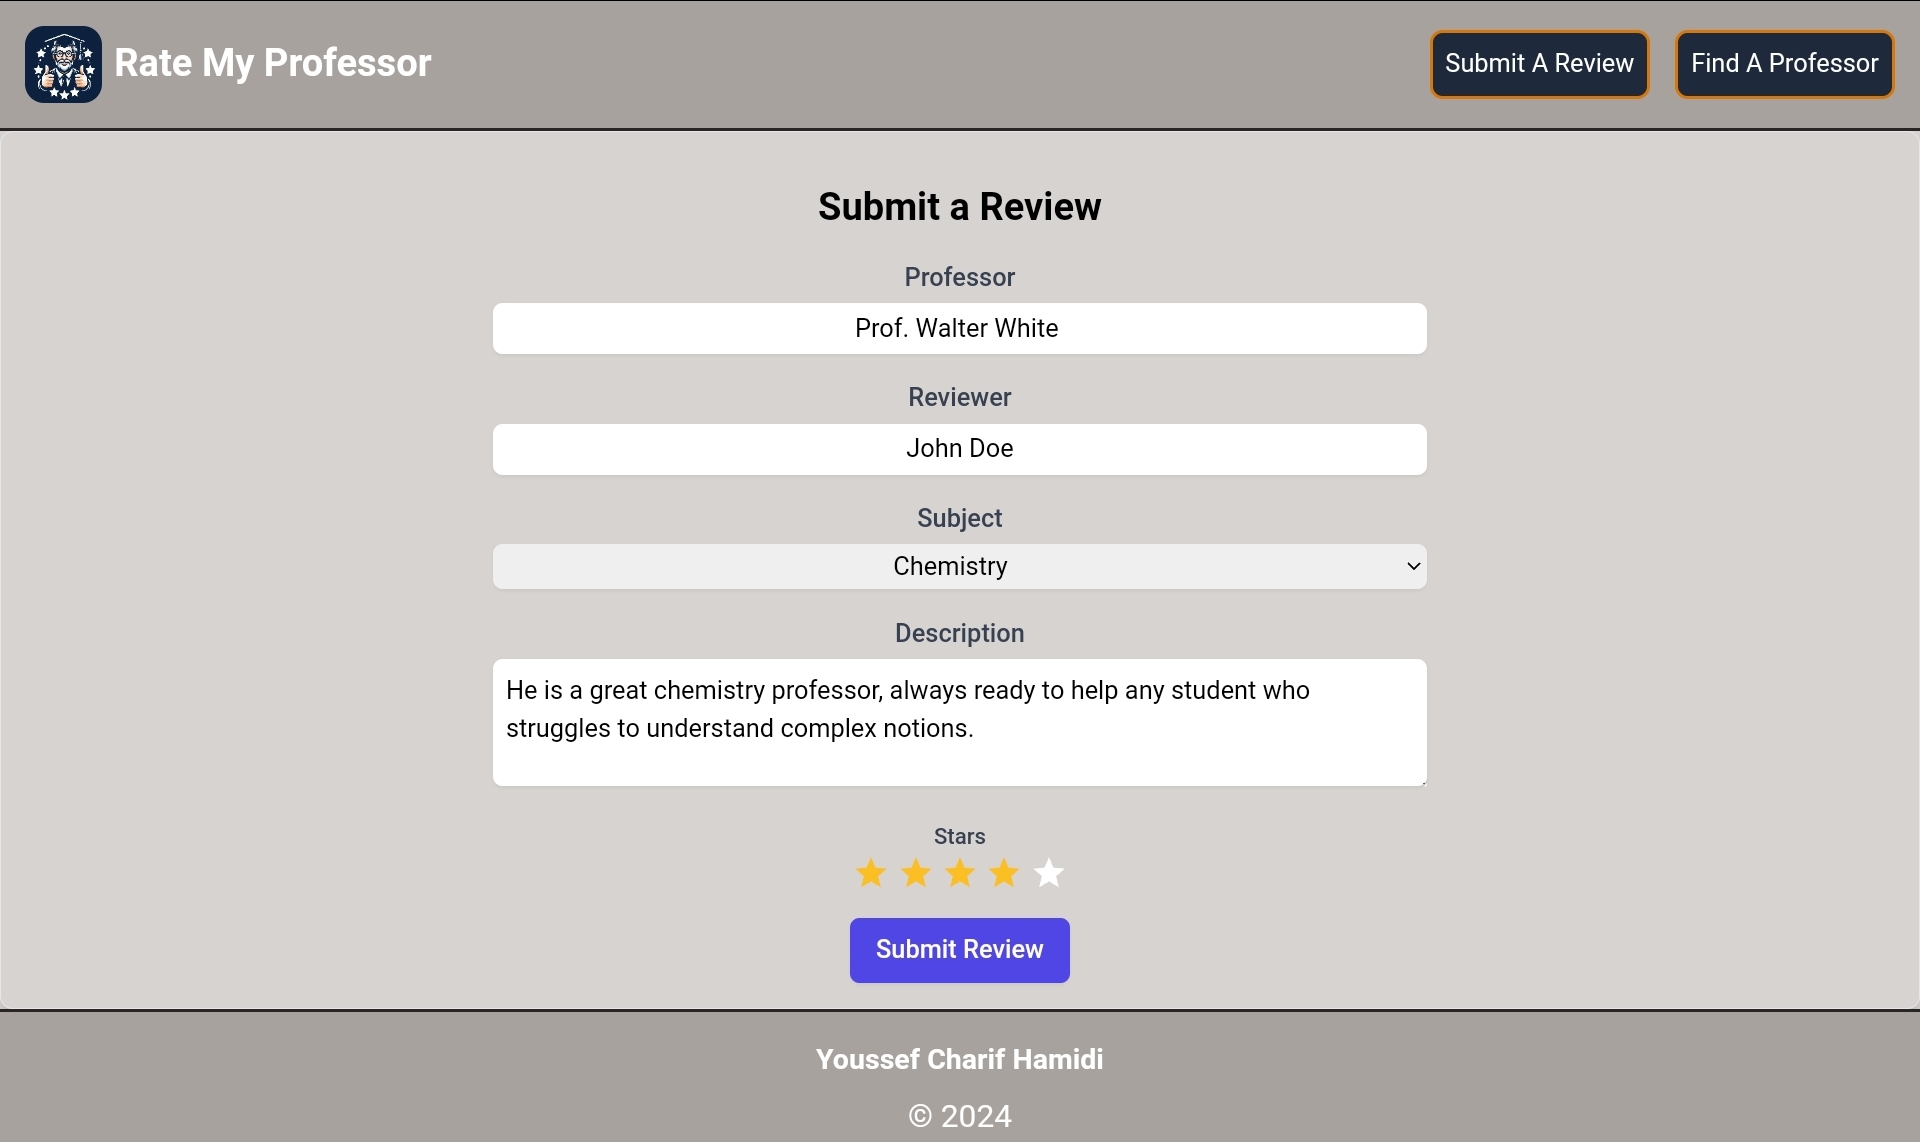 Rate My Professor
Submit A Review
Find A Professor
Submit a Review
Professor
Prof. Walter White
Reviewer
John Doe
Subject
Chemistry
Description
He is a great chemistry professor, always ready to help any student who
struggles to understand complex notions.
Stars
Submit Review
Youssef Charif Hamidi
© 2024